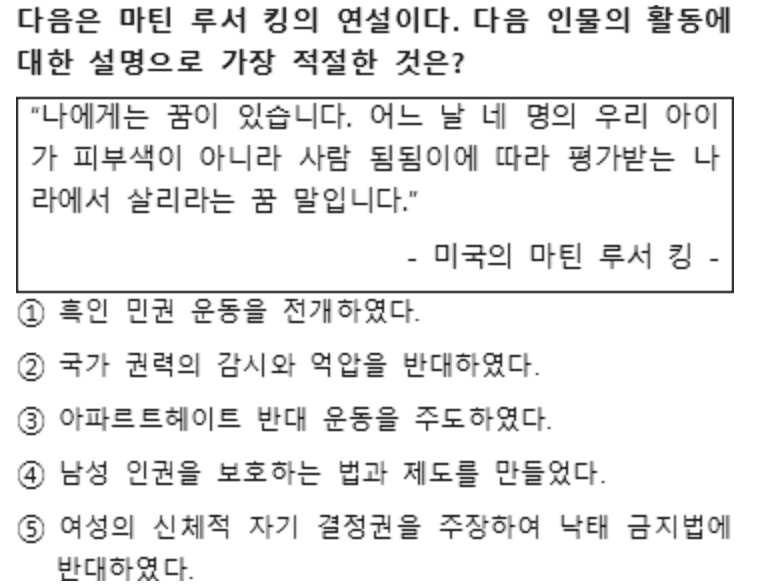 다음은 마틴 루서 킹의 연설이다. 다음 인물의 활동에
대한 설명으로 가장 적절한 것은?
"나에게는 꿈이 있습니다. 어느 날 네 명의 우리 아이
가 피부색이 아니라 사람 됨됨이에 따라 평가받는 나
라에서 살리라는 꿈 말입니다."
- 미국의 마틴 루서 킹 -
① 흑인 민권 운동을 전개하였다.
② 국가 권력의 감시와 억압을 반대하였다.
③ 아파르트헤이트 반대 운동을 주도하였다.
④ 남성 인권을 보호하는 법과 제도를 만들었다.
⑤ 여성의 신체적 자기 결정권을 주장하여 낙태 금지법에
반대하였다.